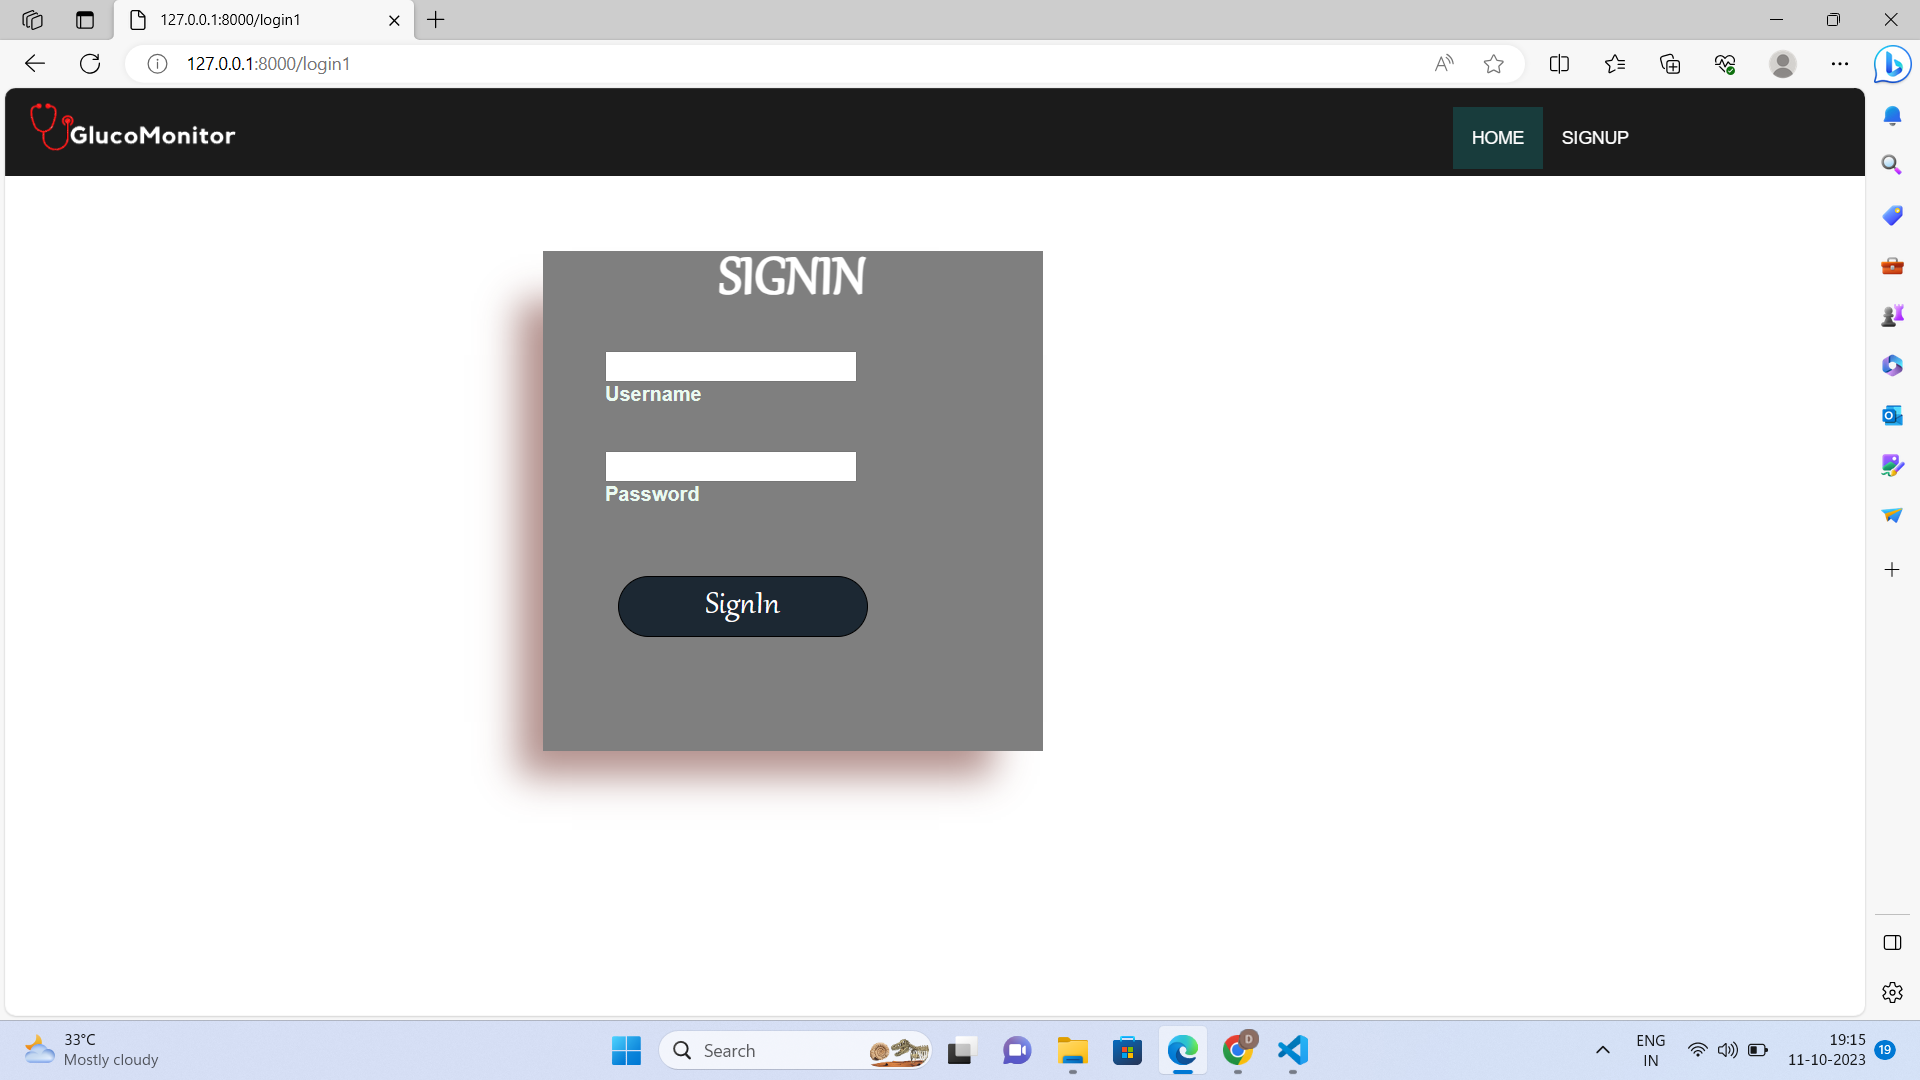 127.0.0.1:8000/login1
127.0.0.1:8000/login1
GlucoMonitor
HOME
SIGNUP
SIGNIN
Username
Password
SignIn
33°C
Mostly cloudy
Search
D
ENG
IN
19:15
11-10-2023
19